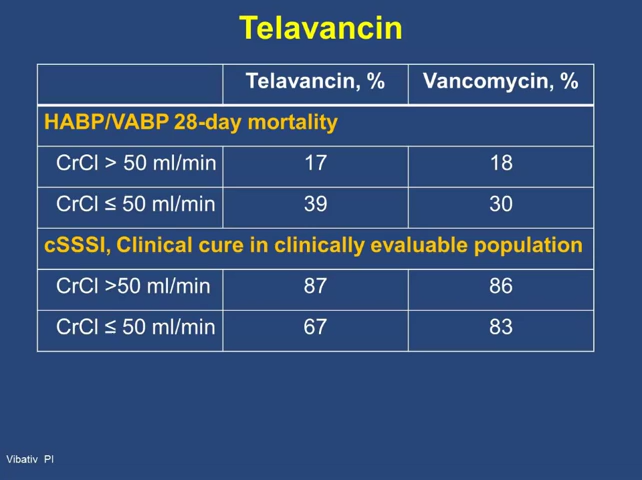 Telavancin
Telavancin, % Vancomycin, %
HABP/VABP 28-day mortality
CrCl > 50 ml/min 17 18
CrCl ≤ 50 ml/min 39 30
cSSSI, Clinical cure in clinically evaluable population
CrCl >50 ml/min 87 86
CrCl ≤ 50 ml/min 67 83
Vibativ PI